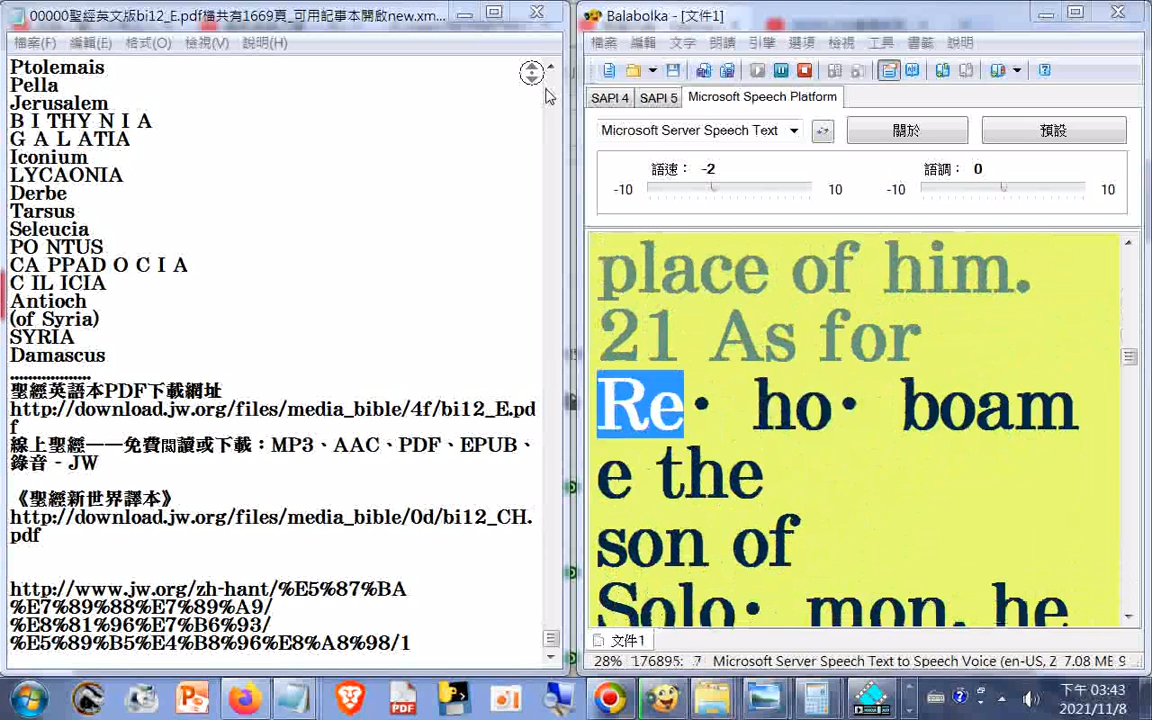 00000聖經英文版bi12_E.pdf檔共有1669頁_可用記事本開啟new.xm...
檔案(F) 編輯(E) 格式(O) 檢視(V) 說明(H)
Ptolemais
Pella
Jerusalem
B I THY N I A
G A L ATIA
Iconium
LYCAONIA
Derbe
Tarsus
Seleucia
PO NTUS
CA PPAD O C I A
C IL ICIA
Antioch
(of Syria)
SYRIA
Damascus
..................
聖經英語本PDF下載網址
http://download.jw.org/files/media_bible/4f/bi12_E.pd
f
線上聖經——免費閱讀或下載：MP3、AAC、PDF、EPUB、
錄音 - JW
《聖經新世界譯本》
http://download.jw.org/files/media_bible/0d/bi12_CH.
pdf
http://www.jw.org/zh-hant/%E5%87%BA
%E7%89%88%E7%89%A9/
%E8%81%96%E7%B6%93/
%E5%89%B5%E4%B8%96%E8%A8%98/1
Balabolka - [文件1]
檔案 編輯 文字 朗讀 引擎 選項 檢視 工具 書籤 說明
SAPI 4 SAPI 5 Microsoft Speech Platform
Microsoft Server Speech Text 關於 預設
語速： -2 語調： 0
-10 10 -10 10
place of him.
21 As for
Re· ho· boam
e the
son of
Solo· mon, he
文件1
28% 176895: 7 Microsoft Server Speech Text to Speech Voice (en-US, Z 7.08 MB 9
PDF
下午 03:43
2021/11/8